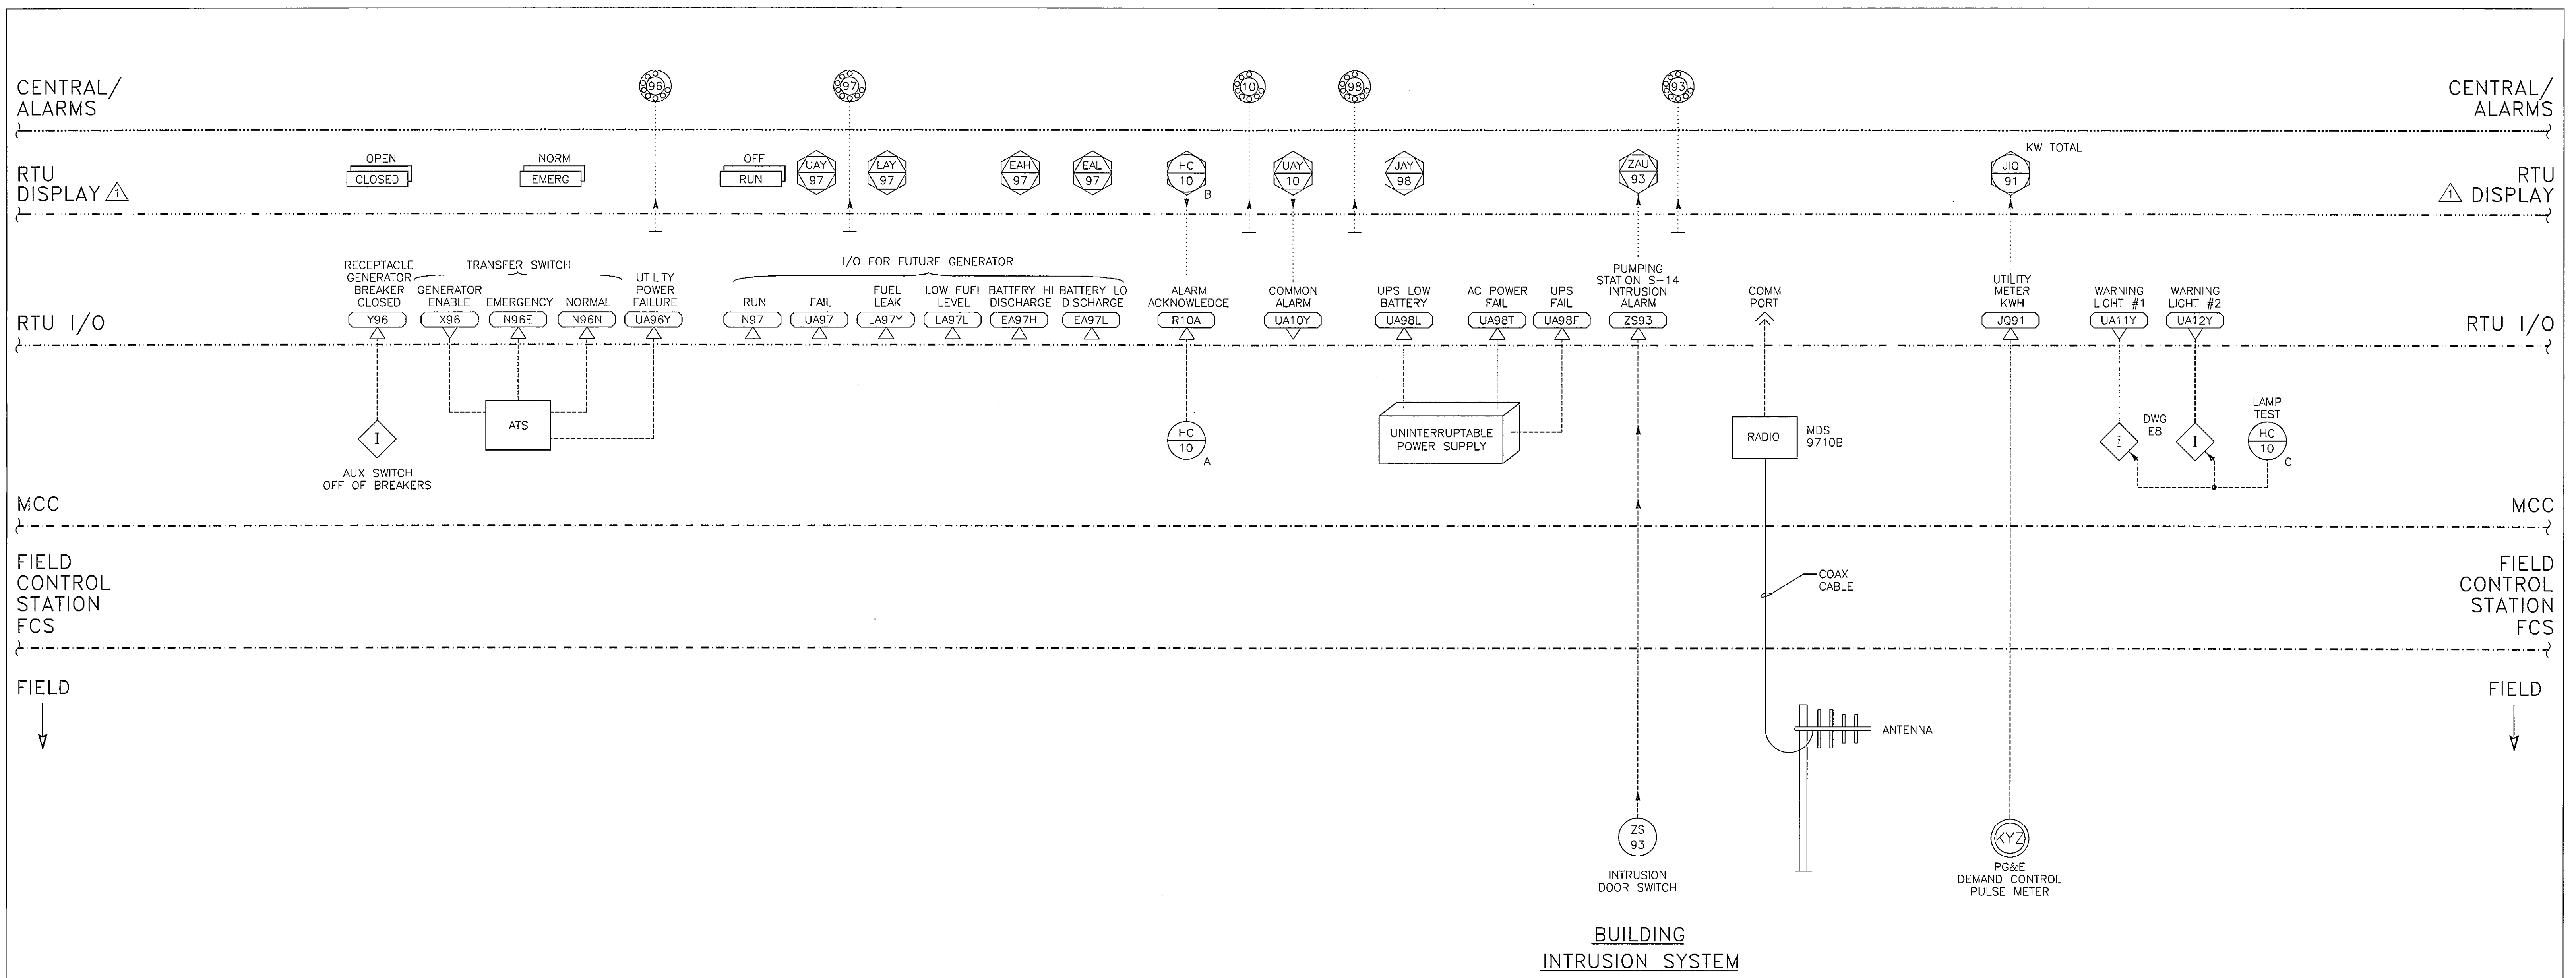 CENTRAL/
ALARMS
96
97
10
98
93
CENTRAL/
ALARMS
RTU
DISPLAY 1
OPEN
CLOSED
NORM
EMERG
OFF
RUN
UAY
97
LAY
97
EAH
97
EAL
97
HC
10
B
UAY
10
JAY
98
ZAU
93
JIQ
91
KW TOTAL
RTU
1 DISPLAY
RTU I/O
RECEPTACLE
GENERATOR
BREAKER
CLOSED
Y96
TRANSFER SWITCH
GENERATOR
ENABLE
X96
EMERGENCY
N96E
NORMAL
N96N
UTILITY
POWER
FAILURE
UA96Y
I/O FOR FUTURE GENERATOR
RUN
N97
FAIL
UA97
FUEL
LEAK
LA97Y
LOW FUEL
LEVEL
LA97L
BATTERY HI
DISCHARGE
EA97H
BATTERY LO
DISCHARGE
EA97L
ALARM
ACKNOWLEDGE
R10A
COMMON
ALARM
UA10Y
UPS LOW
BATTERY
UA98L
AC POWER
FAIL
UA98T
UPS
FAIL
UA98F
PUMPING
STATION S-14
INTRUSION
ALARM
ZS93
COMM
PORT
UTILITY
METER
KWH
JQ91
WARNING
LIGHT #1
UA11Y
WARNING
LIGHT #2
UA12Y
RTU I/O
I
AUX SWITCH
OFF OF BREAKERS
ATS
HC
10
A
UNINTERRUPTABLE
POWER SUPPLY
RADIO
MDS
9710B
I
DWG
E8
I
LAMP
TEST
HC
10
C
MCC
MCC
FIELD
CONTROL
STATION
FCS
COAX
CABLE
FIELD
CONTROL
STATION
FCS
FIELD
FIELD
ANTENNA
ZS
93
INTRUSION
DOOR SWITCH
KYZ
PG&E
DEMAND CONTROL
PULSE METER
BUILDING
INTRUSION SYSTEM